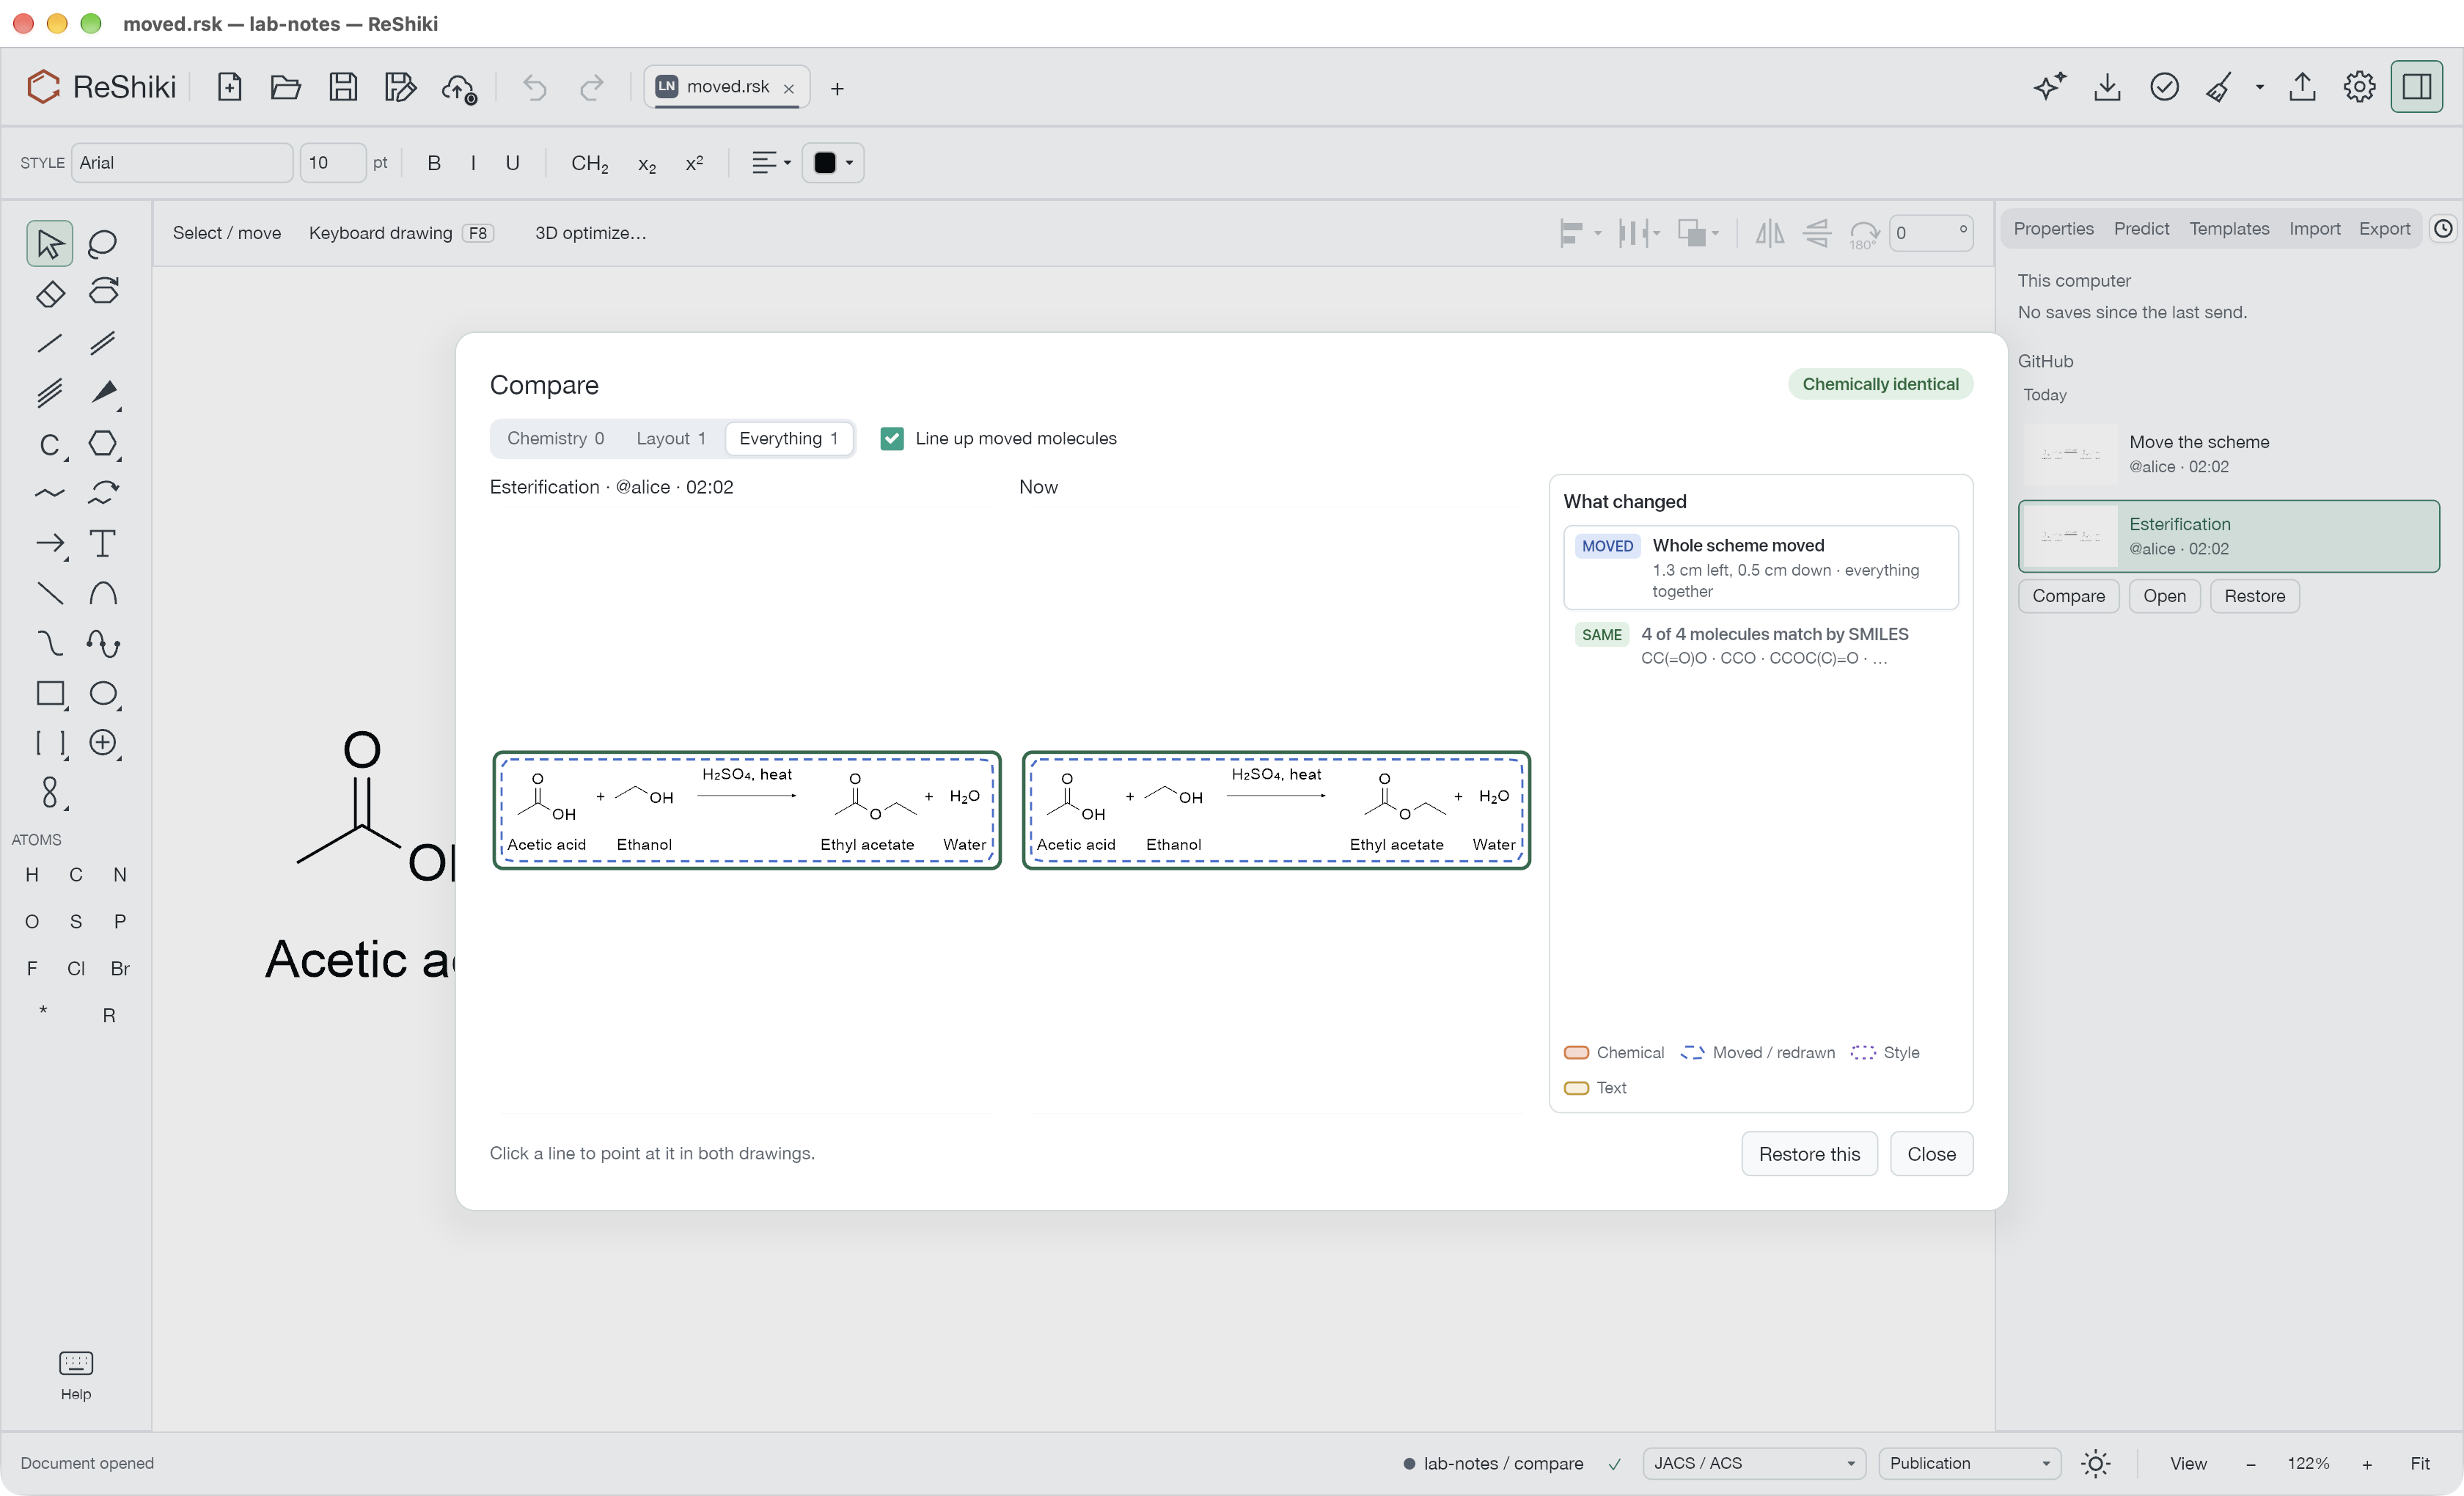 moved.rsk — lab-notes — ReShiki
ReShiki
LN moved.rsk × +
STYLE Arial 10 pt B I U CH₂ x₂ x²
Select / move Keyboard drawing F8 3D optimize…
180° 0 °
Properties Predict Templates Import Export
This computer
No saves since the last send.
GitHub
Today
Move the scheme
@alice · 02:02
Esterification
@alice · 02:02
Compare Open Restore
C
T
ATOMS
H C N
O S P
F Cl Br
* R
Help
O
Acetic a
Compare
Chemically identical
Chemistry 0 Layout 1 Everything 1 Line up moved molecules
Esterification · @alice · 02:02
Now
O OH + OH H₂SO₄, heat O O + H₂O
Acetic acid Ethanol Ethyl acetate Water
O OH + OH H₂SO₄, heat O O + H₂O
Acetic acid Ethanol Ethyl acetate Water
What changed
MOVED Whole scheme moved
1.3 cm left, 0.5 cm down · everything
together
SAME 4 of 4 molecules match by SMILES
CC(=O)O · CCO · CCOC(C)=O · …
Chemical Moved / redrawn Style
Text
Click a line to point at it in both drawings.
Restore this Close
Document opened
lab-notes / compare ✓ JACS / ACS Publication View − 122% + Fit